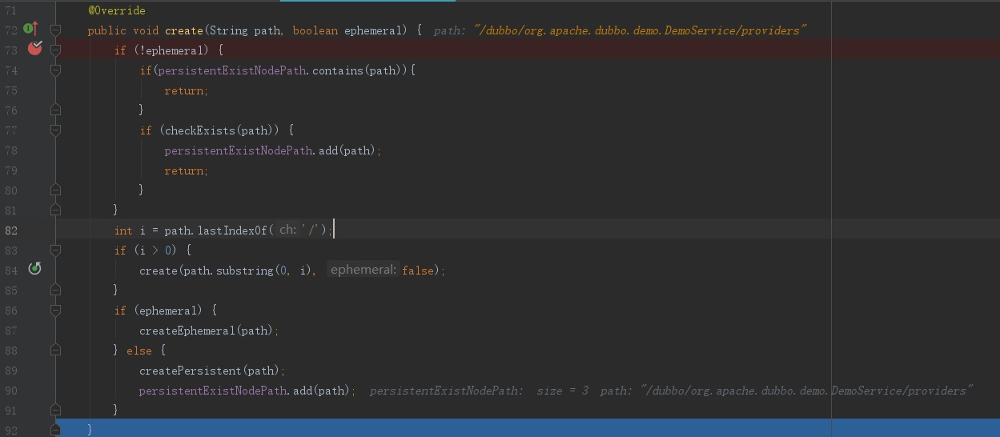 71 @Override
72 public void create(String path, boolean ephemeral) { path: "/dubbo/org.apache.dubbo.demo.DemoService/providers"
73 if (!ephemeral) {
74 if(persistentExistNodePath.contains(path)){
75 return;
76 }
77 if (checkExists(path)) {
78 persistentExistNodePath.add(path);
79 return;
80 }
81 }
82 int i = path.lastIndexOf( ch: '/');
83 if (i > 0) {
84 create(path.substring(0, i), ephemeral: false);
85 }
86 if (ephemeral) {
87 createEphemeral(path);
88 } else {
89 createPersistent(path);
90 persistentExistNodePath.add(path); persistentExistNodePath: size = 3 path: "/dubbo/org.apache.dubbo.demo.DemoService/providers"
91 }
92 }